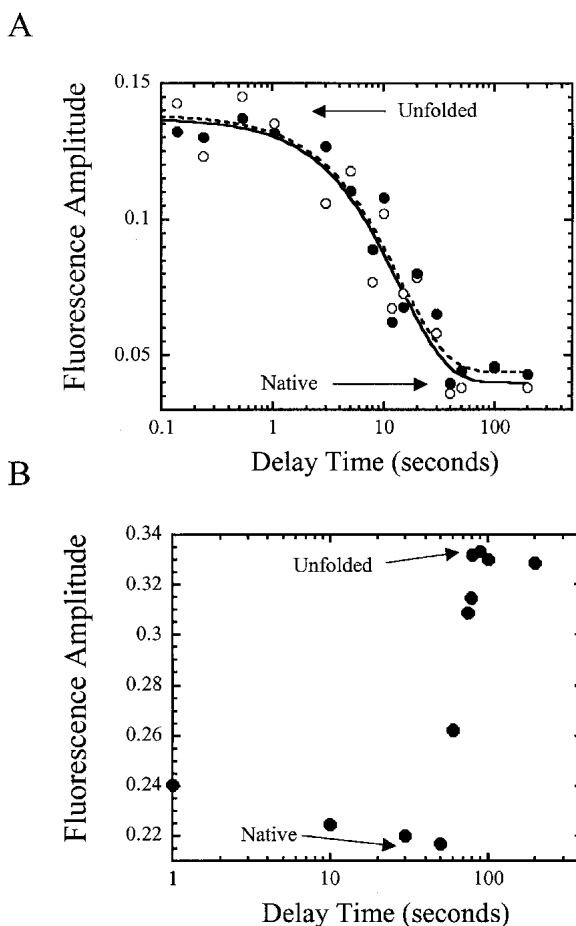 A
Fluorescence Amplitude
0.15
0.1
0.05
Unfolded
Native
0.1
1
10
100
Delay Time (seconds)
B
Fluorescence Amplitude
0.34
0.32
0.3
0.28
0.26
0.24
0.22
Unfolded
Native
1
10
100
Delay Time (seconds)